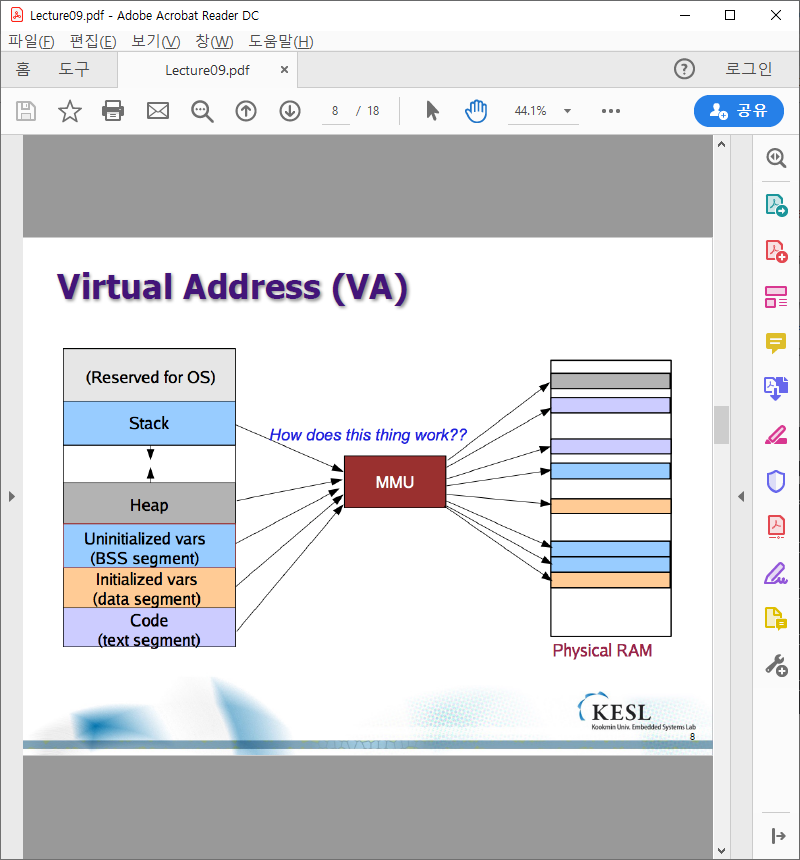 Lecture09.pdf - Adobe Acrobat Reader DC
파일(F) 편집(E) 보기(V) 창(W) 도움말(H)
홈 도구 Lecture09.pdf × ? 로그인
8 / 18 44.1% 공유
Virtual Address (VA)
(Reserved for OS)
Stack
How does this thing work??
MMU
Heap
Uninitialized vars
(BSS segment)
Initialized vars
(data segment)
Code
(text segment)
Physical RAM
KESL
Kookmin Univ. Embedded Systems Lab
8